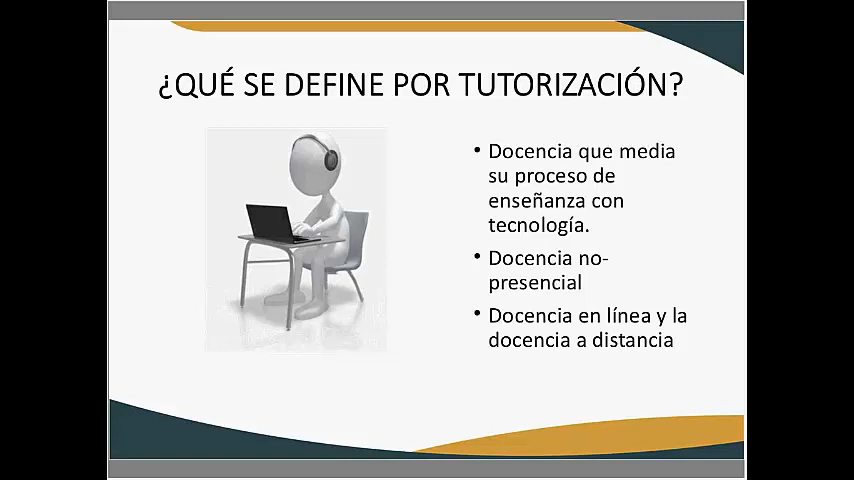 ¿QUÉ SE DEFINE POR TUTORIZACIÓN?
• Docencia que media
su proceso de
enseñanza con
tecnología.
• Docencia no-
presencial
• Docencia en línea y la
docencia a distancia